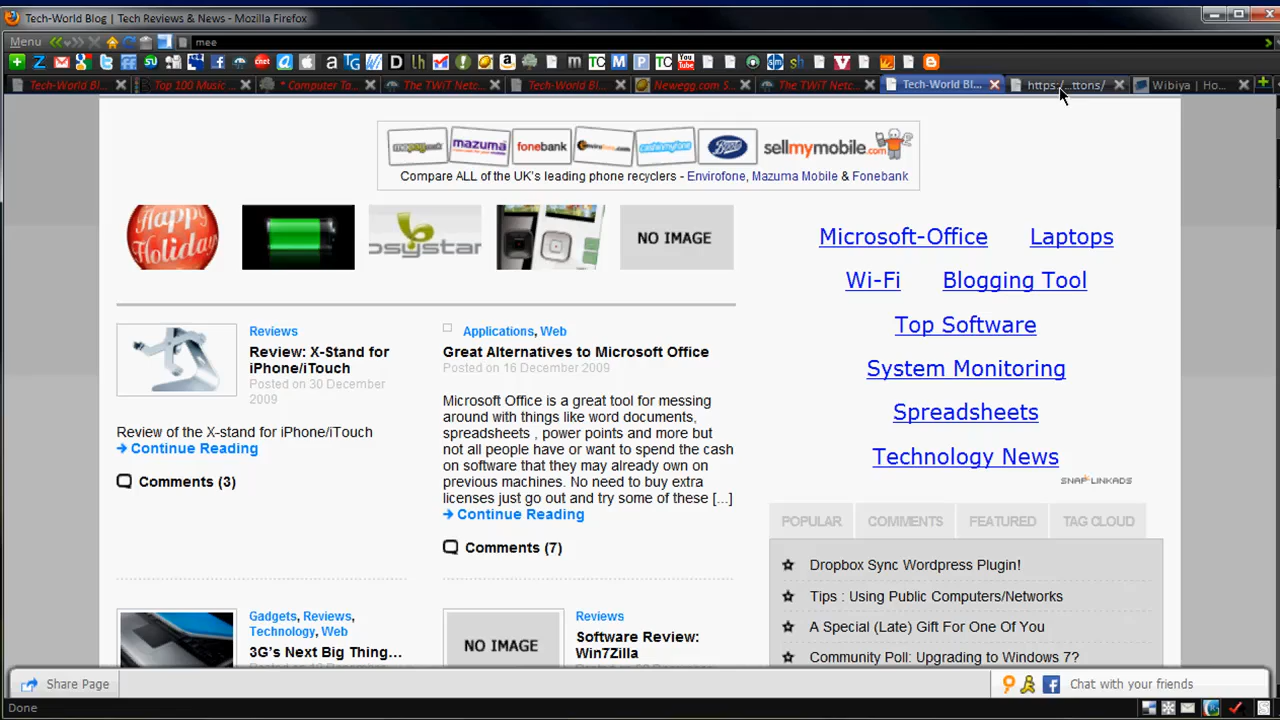 Tech-World Blog | Tech Reviews & News - Mozilla Firefox
Menu mee
Tech-World Bl... Top 100 Music ... * Computer Ta... The TWiT Netc... Tech-World Bl... Newegg.com S... The TWiT Netc... Tech-World Bl... https:/...ttons/ Wibiya | Ho...
mazuma fonebank envirofone.com cashinmyfone Boots sellmymobile.com
Compare ALL of the UK's leading phone recyclers - Envirofone, Mazuma Mobile & Fonebank
Happy
Holiday
psystar
NO IMAGE
Microsoft-Office Laptops
Wi-Fi Blogging Tool
Top Software
System Monitoring
Spreadsheets
Technology News
SNAP LINKADS
Reviews
Review: X-Stand for
iPhone/iTouch
Posted on 30 December
2009
Review of the X-stand for iPhone/iTouch
Continue Reading
Comments (3)
Applications, Web
Great Alternatives to Microsoft Office
Posted on 16 December 2009
Microsoft Office is a great tool for messing
around with things like word documents,
spreadsheets , power points and more but
not all people have or want to spend the cash
on software that they may already own on
previous machines. No need to buy extra
licenses just go out and try some of these [...]
Continue Reading
Comments (7)
POPULAR COMMENTS FEATURED TAG CLOUD
Dropbox Sync Wordpress Plugin!
Tips : Using Public Computers/Networks
A Special (Late) Gift For One Of You
Community Poll: Upgrading to Windows 7?
Gadgets, Reviews,
Technology, Web
3G's Next Big Thing...
NO IMAGE
Reviews
Software Review:
Win7Zilla
Share Page
Chat with your friends
Done